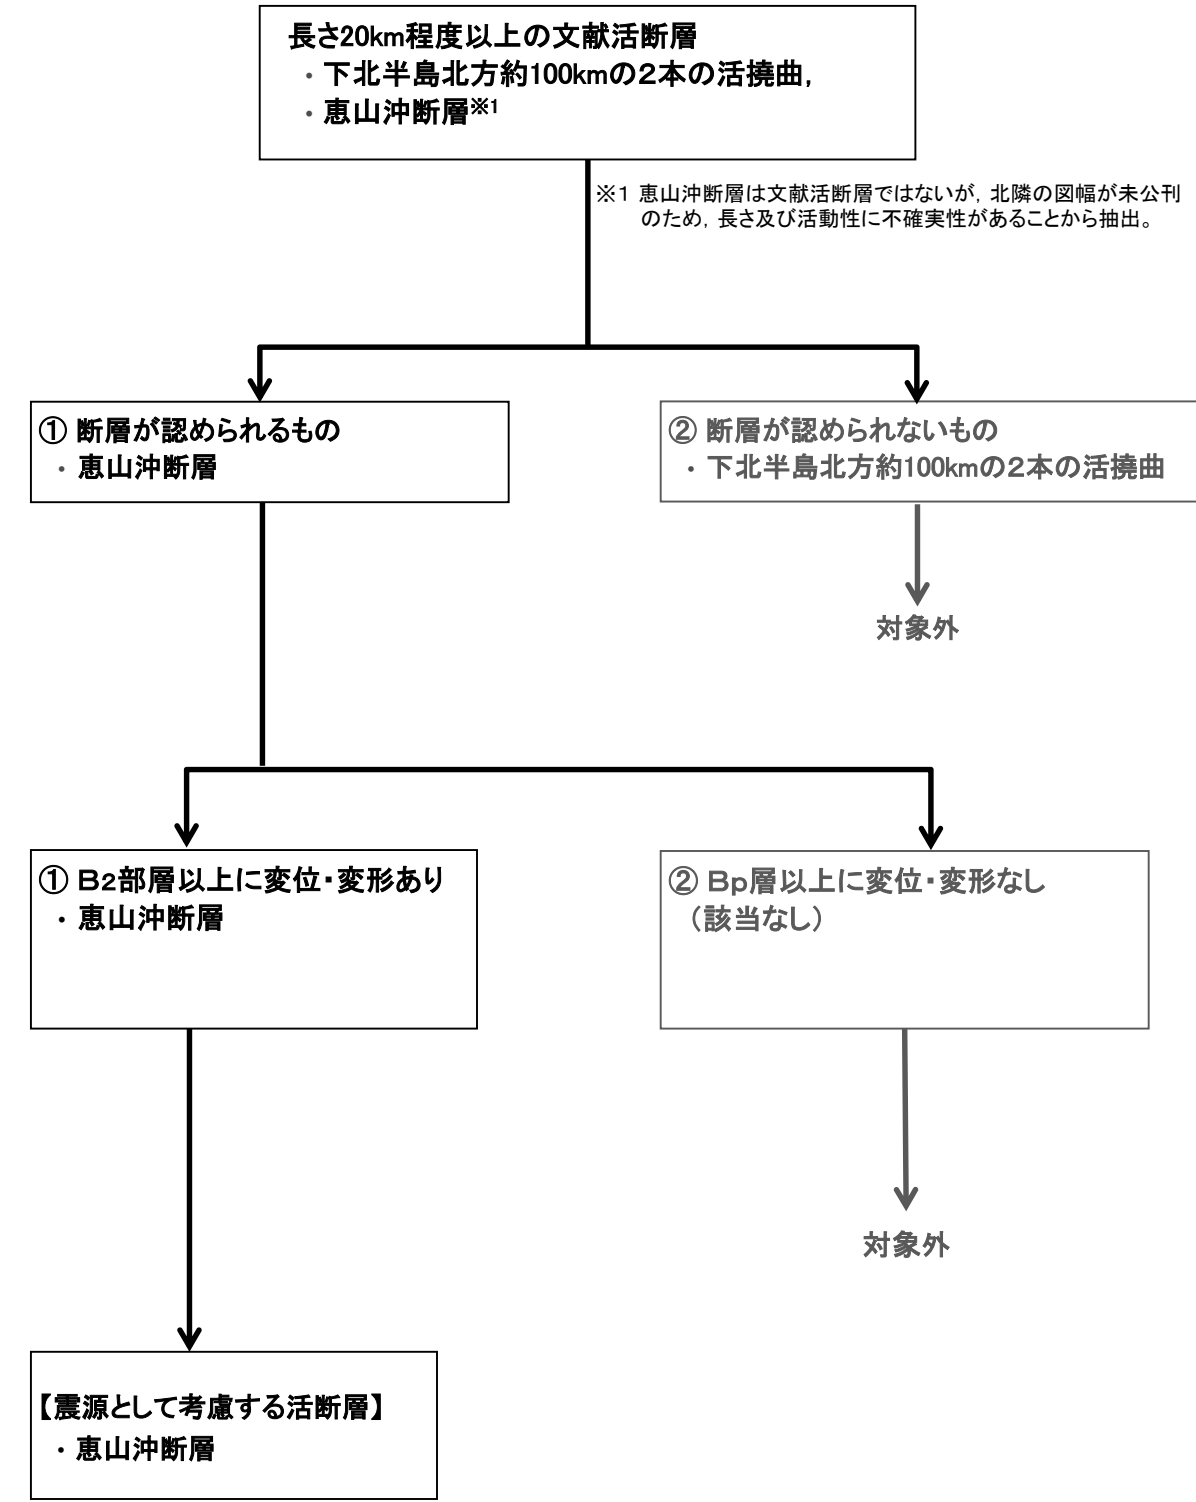 長さ20km程度以上の文献活断層
・下北半島北方約100kmの２本の活撓曲,
・恵山沖断層※1
※１ 恵山沖断層は文献活断層ではないが, 北隣の図幅が未公刊
のため, 長さ及び活動性に不確実性があることから抽出。
① 断層が認められるもの
・恵山沖断層
② 断層が認められないもの
・下北半島北方約100kmの２本の活撓曲
対象外
① Ｂ2部層以上に変位・変形あり
・恵山沖断層
② Ｂｐ層以上に変位・変形なし
（該当なし）
対象外
【震源として考慮する活断層】
・恵山沖断層